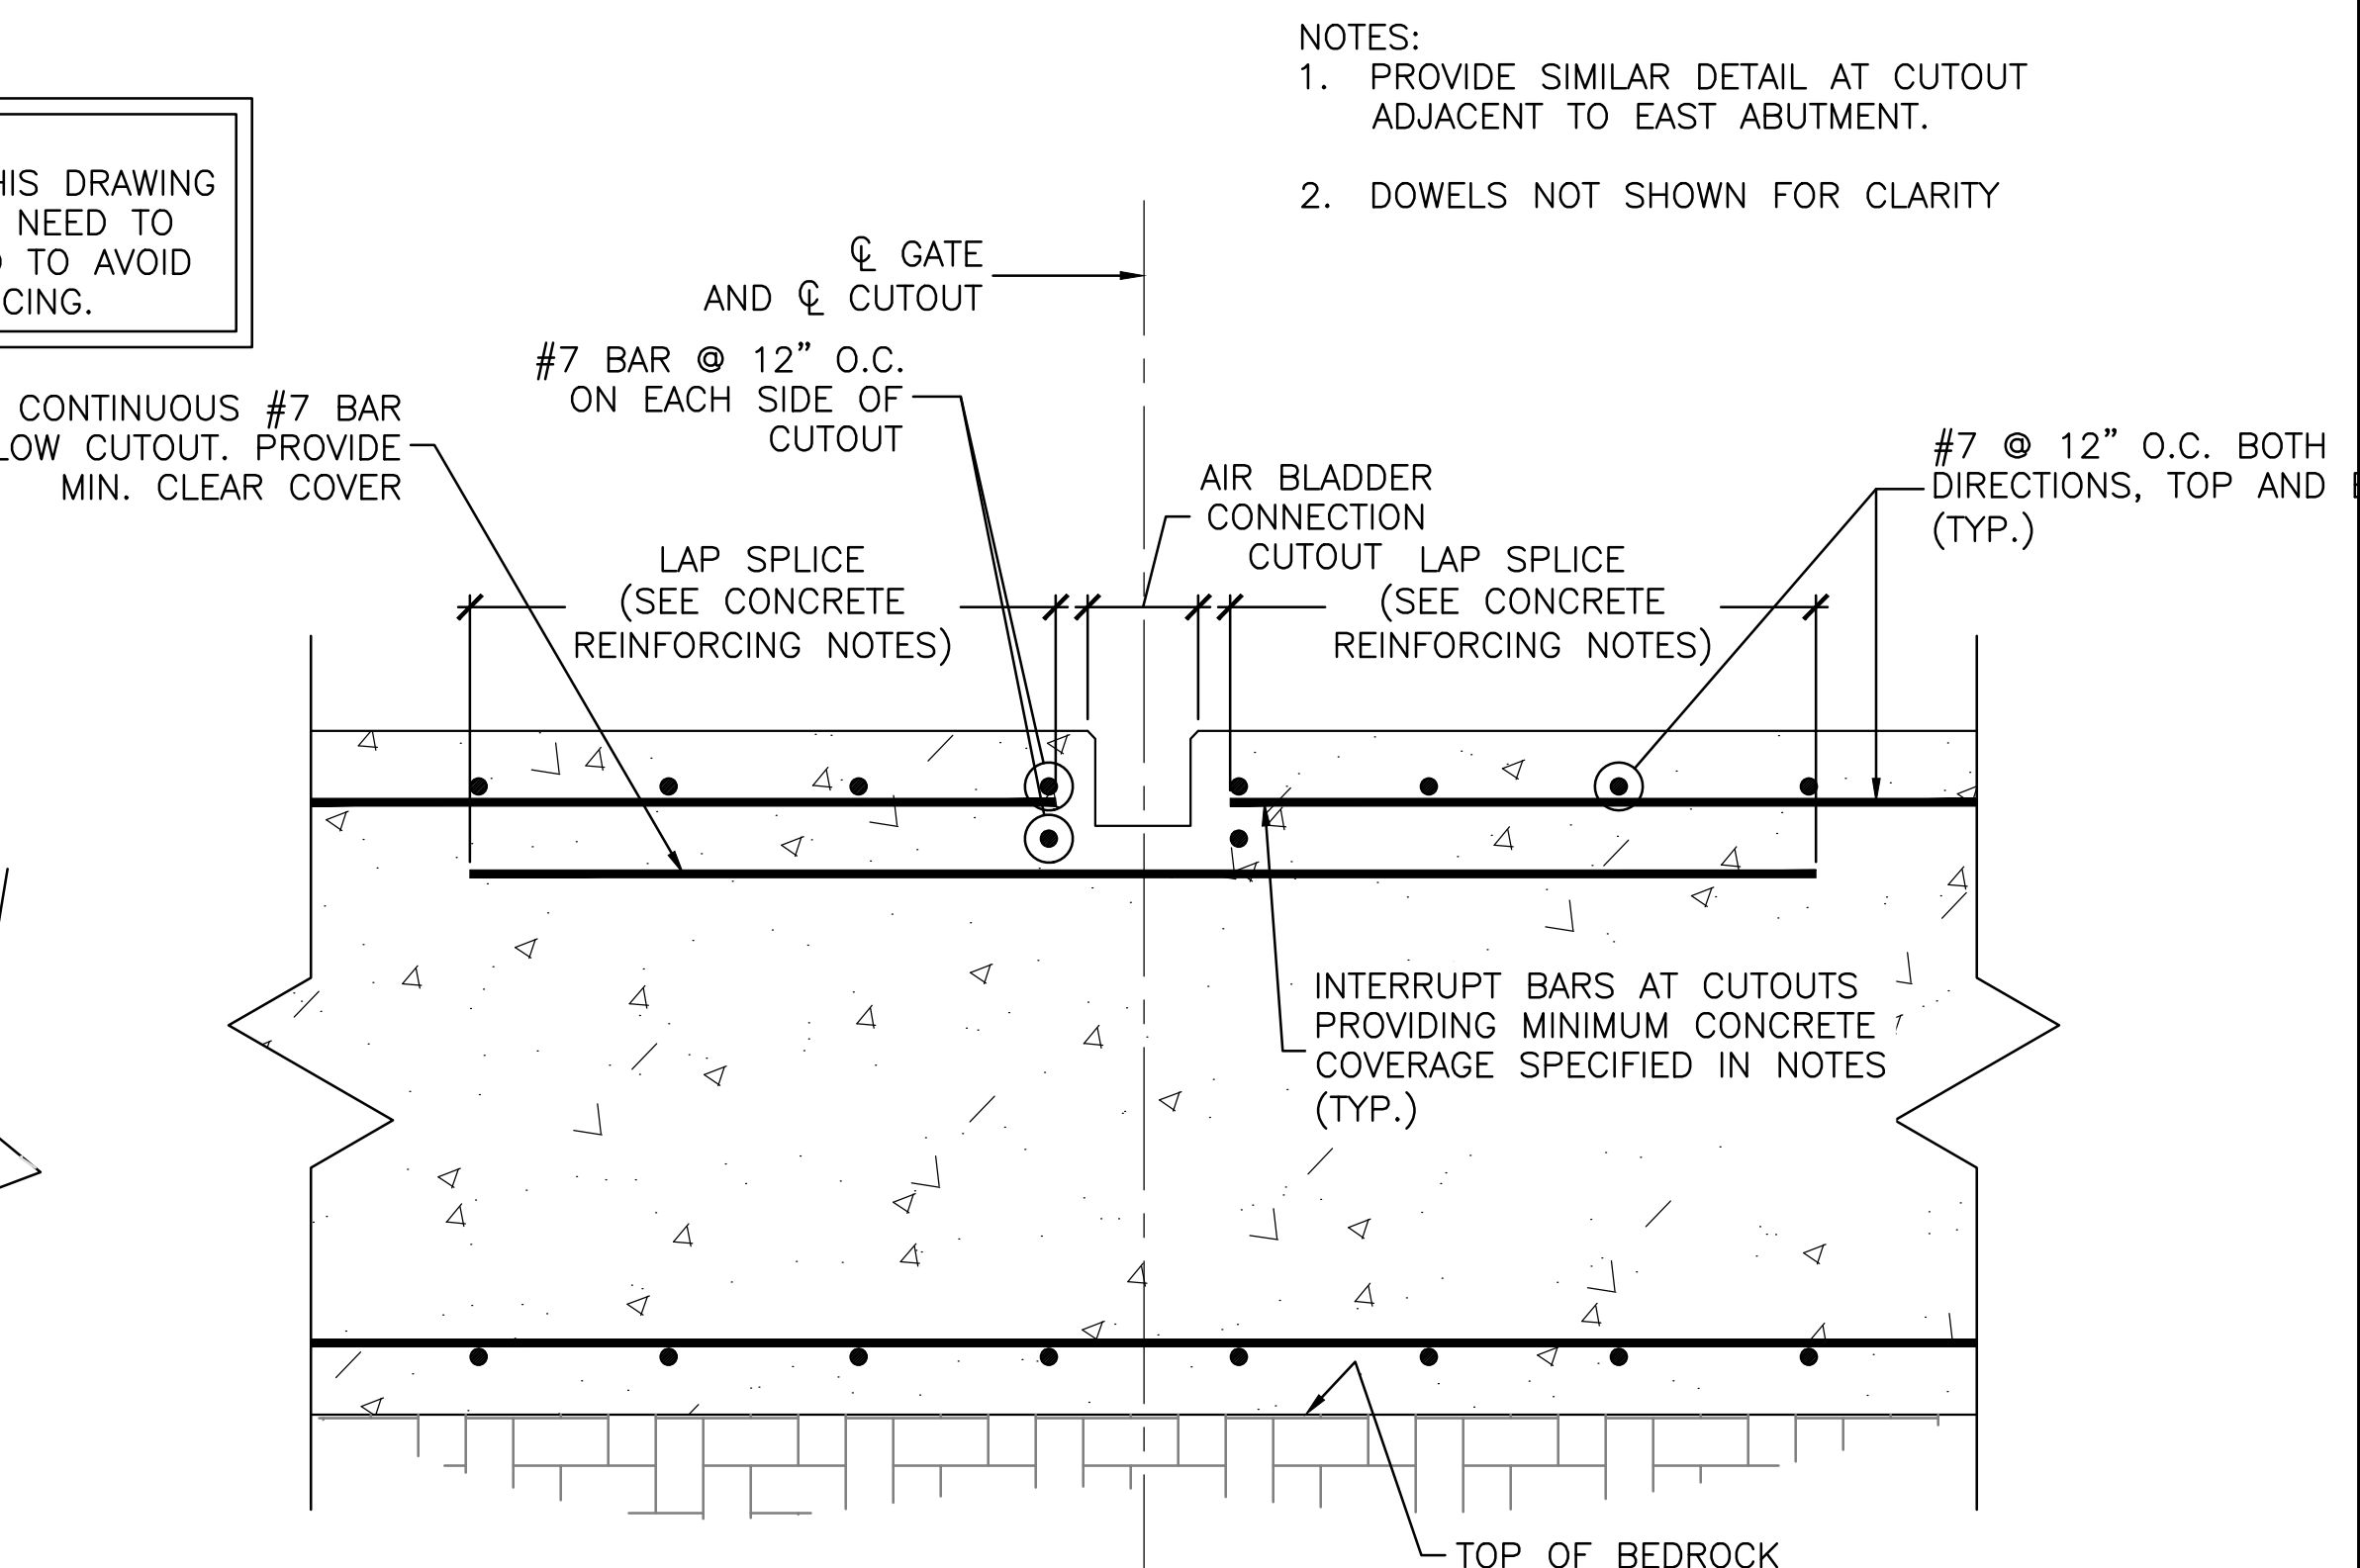 NOTES:
1. PROVIDE SIMILAR DETAIL AT CUTOUT
ADJACENT TO EAST ABUTMENT.
2. DOWELS NOT SHOWN FOR CLARITY
DRAWING
NEED TO
TO AVOID
℄ GATE
AND ℄ CUTOUT
#7 BAR @ 12” O.C.
ON EACH SIDE OF
CUTOUT
CONTINUOUS #7 BAR
CUTOUT. PROVIDE
MIN. CLEAR COVER
AIR BLADDER
CONNECTION
CUTOUT
#7 @ 12” O.C. BOTH
DIRECTIONS, TOP AND
(TYP.)
LAP SPLICE
(SEE CONCRETE
REINFORCING NOTES)
LAP SPLICE
(SEE CONCRETE
REINFORCING NOTES)
INTERRUPT BARS AT CUTOUTS
PROVIDING MINIMUM CONCRETE
COVERAGE SPECIFIED IN NOTES
(TYP.)
TOP OF BEDROCK